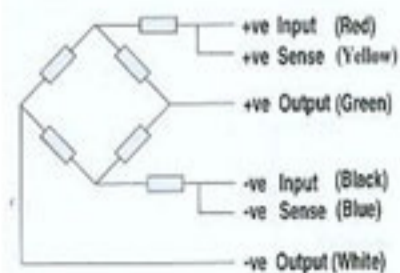 +ve Input (Red)
+ve Sense (Yellow)
+ve Output (Green)
-ve Input (Black)
-ve Sense (Blue)
-ve Output (White)